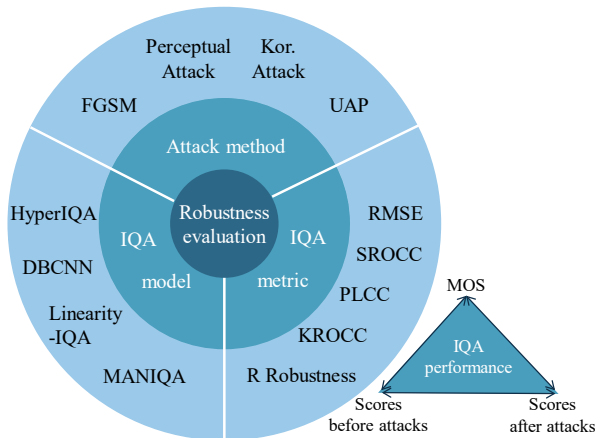 Perceptual
Attack
Kor.
Attack
FGSM
UAP
Attack method
Robustness
evaluation
IQA
model
IQA
metric
HyperIQA
DBCNN
Linearity
-IQA
MANIQA
RMSE
SROCC
PLCC
KROCC
R Robustness
MOS
IQA
performance
Scores
before attacks
Scores
after attacks